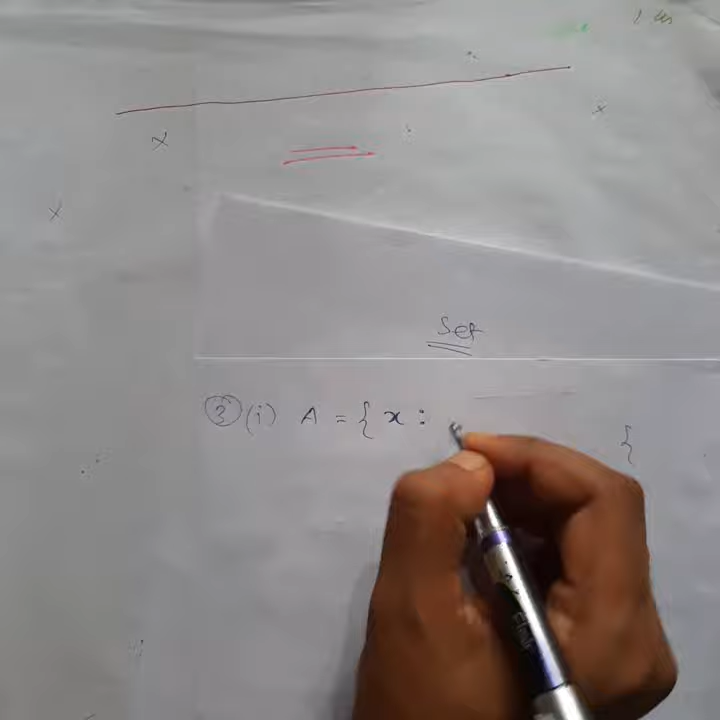 Set
③ (i) A = { x :
{